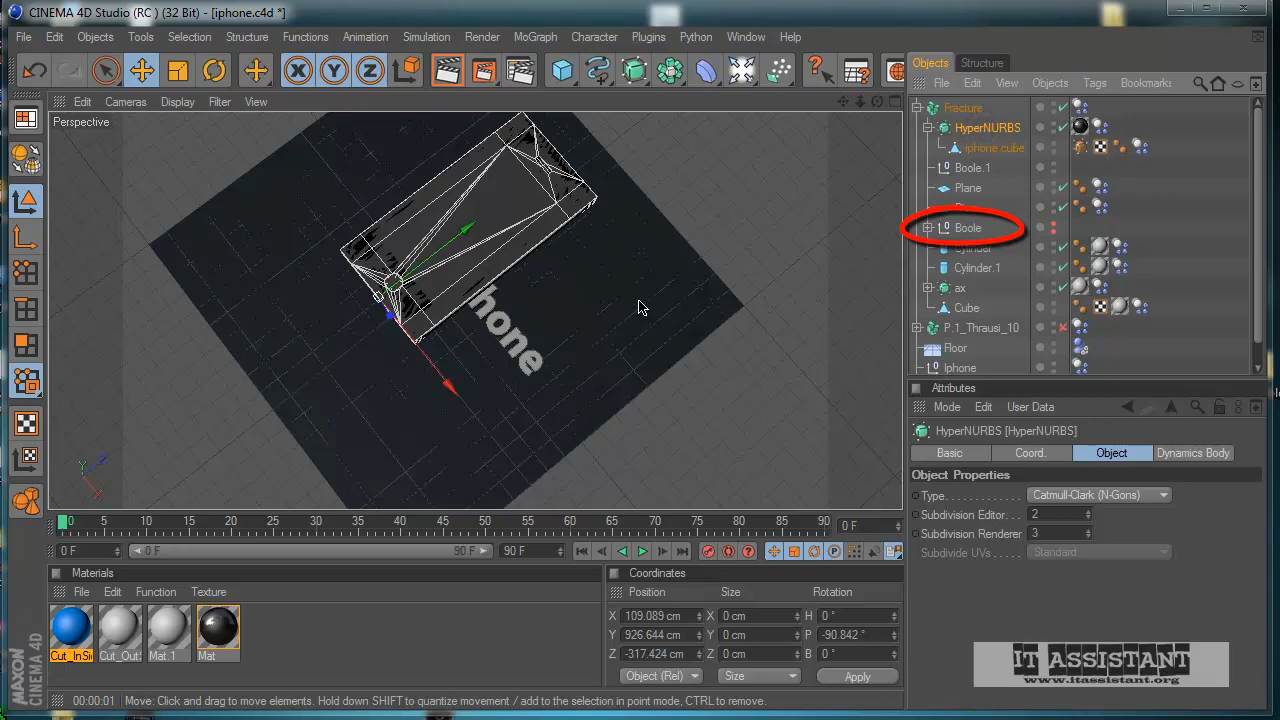 CINEMA 4D Studio (RC ) (32 Bit) - [iphone.c4d *]
File Edit Objects Tools Selection Structure Functions Animation Simulation Render MoGraph Character Plugins Python Window Help
Objects Structure
File Edit View Objects Tags Bookmark
Edit Cameras Display Filter View
Perspective
Fracture
HyperNURBS
iphone cube
Boole.1
Plane
Boole
Cylinder
Cylinder.1
ax
Cube
P.1_Thrausi_10
Floor
Iphone
hone
Y
Z
X
Attributes
Mode Edit User Data
HyperNURBS [HyperNURBS]
Basic Coord. Object Dynamics Body
Object Properties
Type Catmull-Clark (N-Gons)
Subdivision Editor. 2
Subdivision Renderer 3
Subdivide UVs Standard
0 5 10 15 20 25 30 35 40 45 50 55 60 65 70 75 80 85 90 0 F
0 F 0 F 90 F 90 F
Materials
File Edit Function Texture
Cut_InSi Cut_Out: Mat.1 Mat
Coordinates
Position Size Rotation
X 109.089 cm X 0 cm H 0 °
Y 926.644 cm Y 0 cm P -90.842 °
Z -317.424 cm Z 0 cm B 0 °
Object (Rel) Size Apply
IT ASSISTANT
www.itassistant.org
MAXON
CINEMA 4D
00:00:01 Move: Click and drag to move elements. Hold down SHIFT to quantize movement / add to the selection in point mode, CTRL to remove.